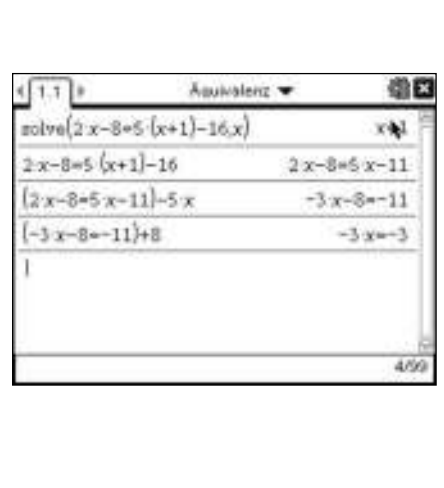 1.1 Äquivalenz
solve(2·x-8=5·(x+1)-16,x) x=1
2·x-8=5·(x+1)-16 2·x-8=5·x-11
(2·x-8=5·x-11)-5·x -3·x-8=-11
(-3·x-8=-11)+8 -3·x=-3
4/99